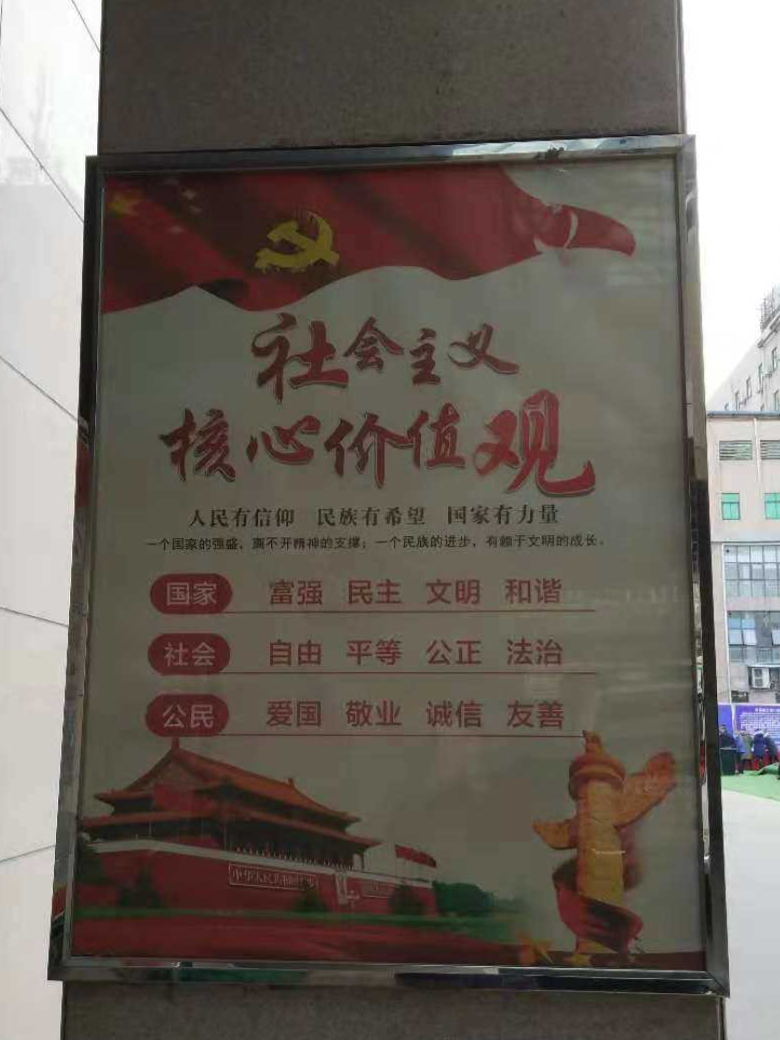 社会主义
核心价值观
人民有信仰 民族有希望 国家有力量
一个国家的强盛，离不开精神的支撑；一个民族的进步，有赖于文明的成长。
国家 富强 民主 文明 和谐
社会 自由 平等 公正 法治
公民 爱国 敬业 诚信 友善